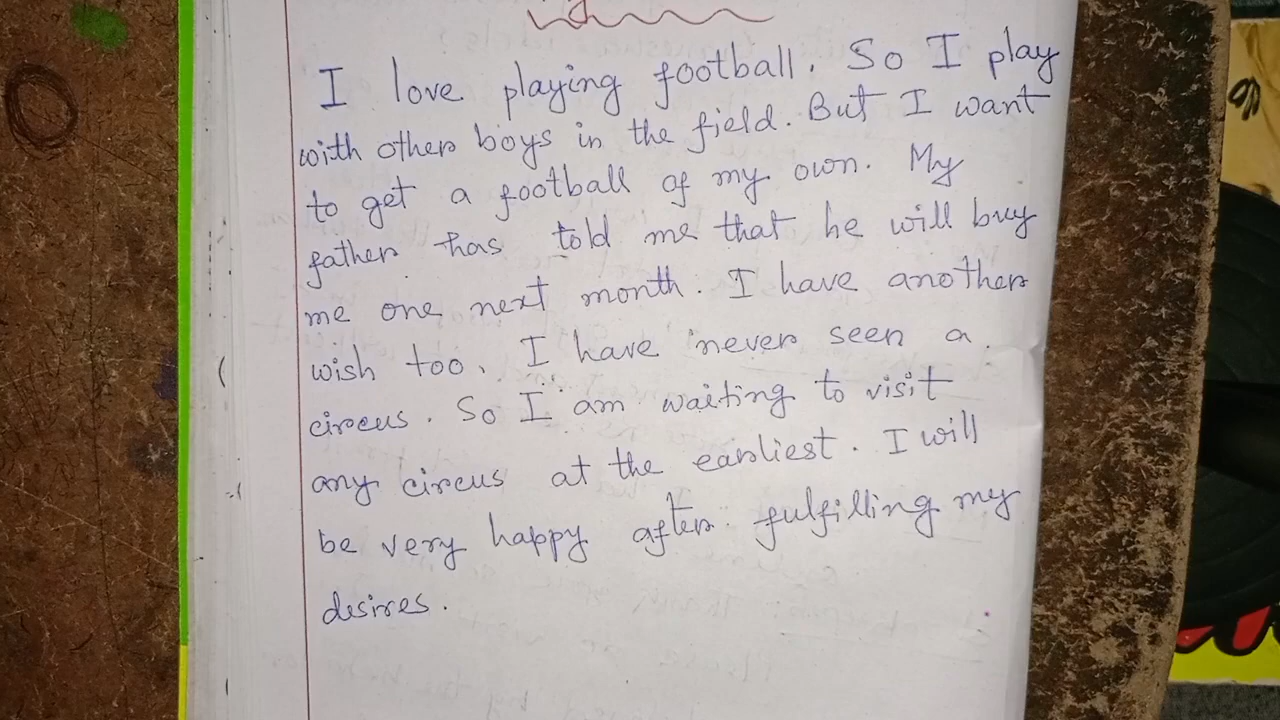 I love playing football. So I play
with other boys in the field. But I want
to get a football of my own. My
father has told me that he will buy
me one next month. I have another
wish too. I have never seen a
circus. So I am waiting to visit
any circus at the earliest. I will
be very happy after fulfilling my
desires.